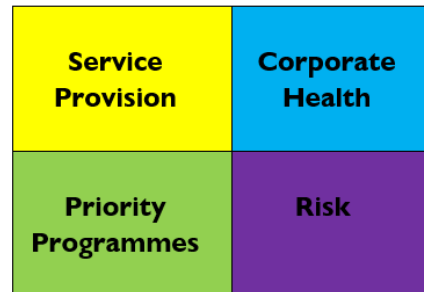 Service
Provision
Corporate
Health
Priority
Programmes
Risk